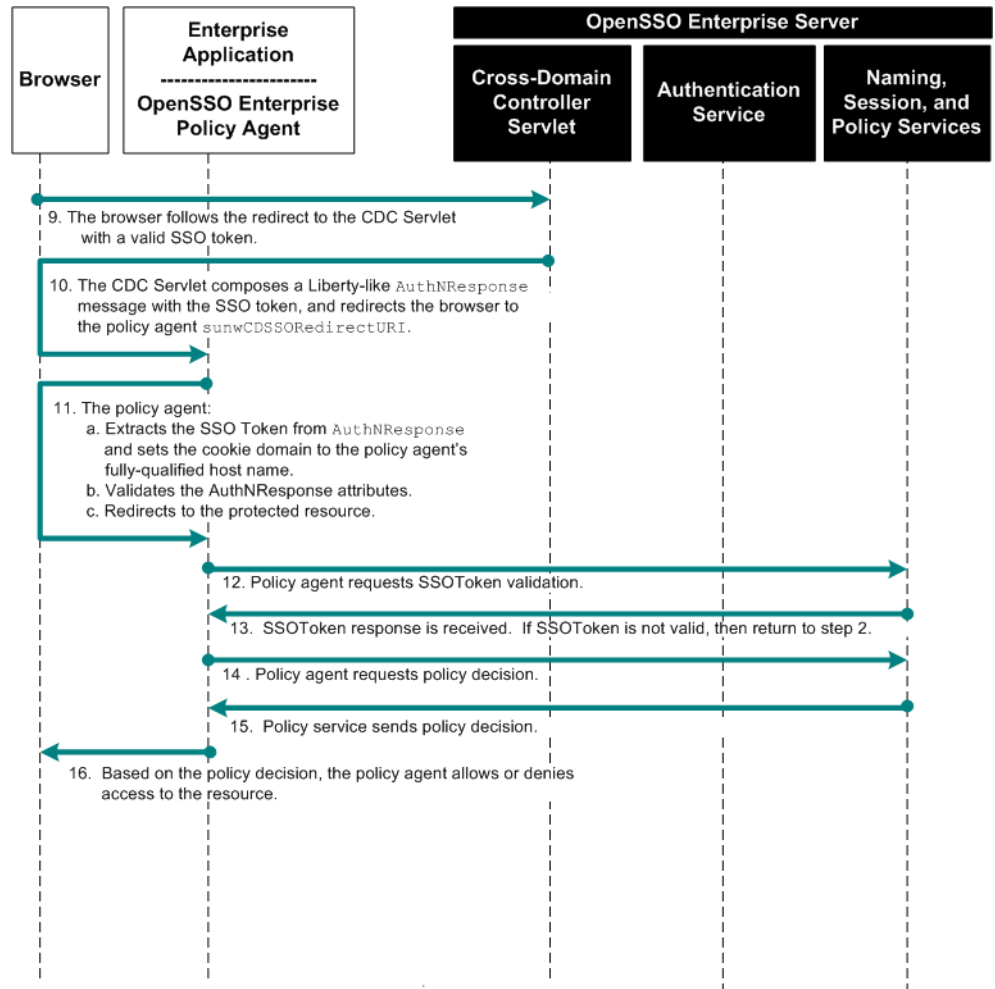 Browser
Enterprise
Application
-----------------------
OpenSSO Enterprise
Policy Agent
OpenSSO Enterprise Server
Cross-Domain
Controller
Servlet
Authentication
Service
Naming,
Session, and
Policy Services
9. The browser follows the redirect to the CDC Servlet
with a valid SSO token.
10. The CDC Servlet composes a Liberty-like AuthNResponse
message with the SSO token, and redirects the browser to
the policy agent sunwCDSSORedirectURI.
11. The policy agent:
a. Extracts the SSO Token from AuthNResponse
and sets the cookie domain to the policy agent's
fully-qualified host name.
b. Validates the AuthNResponse attributes.
c. Redirects to the protected resource.
12. Policy agent requests SSOToken validation.
13. SSOToken response is received. If SSOToken is not valid, then return to step 2.
14 . Policy agent requests policy decision.
15. Policy service sends policy decision.
16. Based on the policy decision, the policy agent allows or denies
access to the resource.